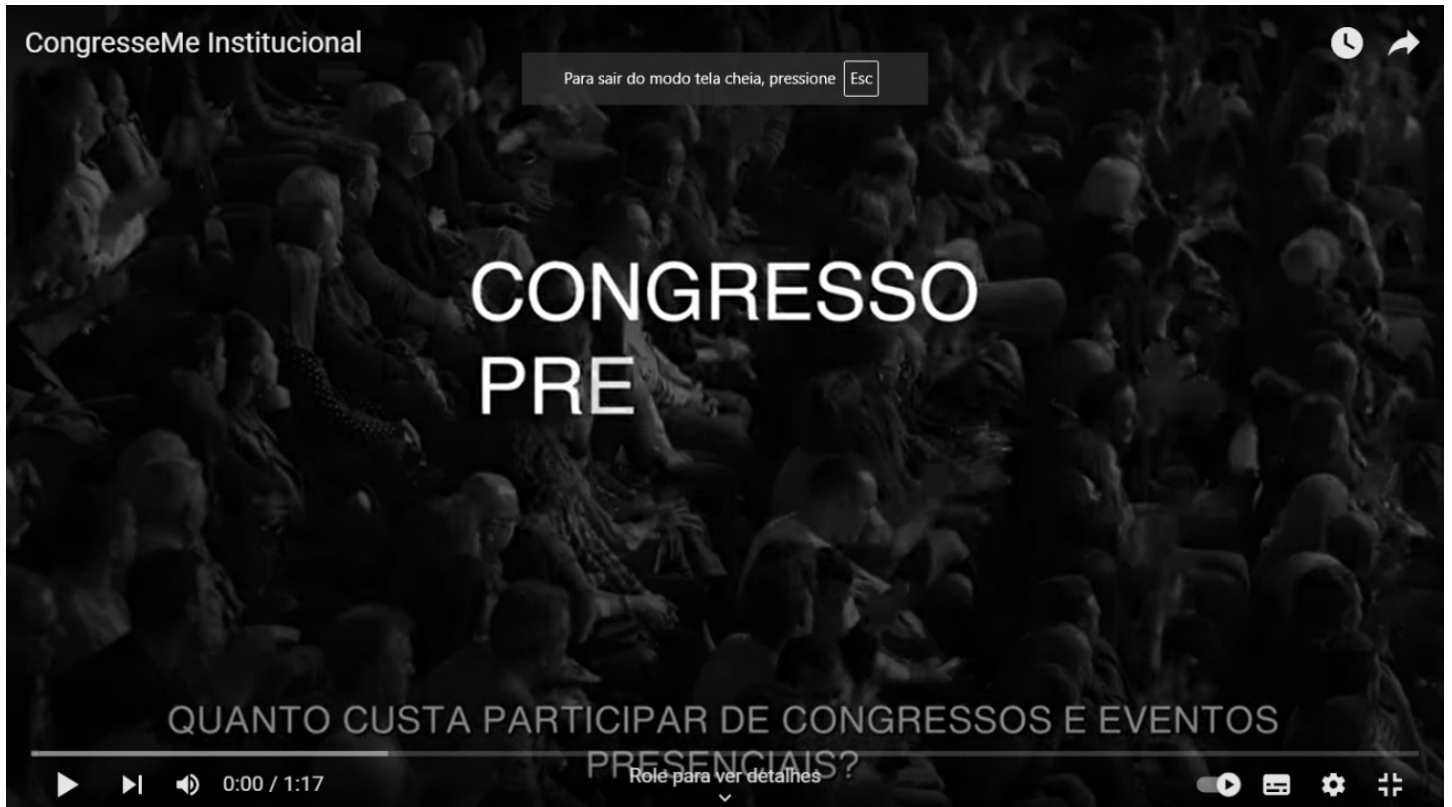 CongresseMe Institucional
Para sair do modo tela cheia, pressione Esc
CONGRESSO
PRE
QUANTO CUSTA PARTICIPAR DE CONGRESSOS E EVENTOS
PRESENCIAIS?
Role para ver detalhes
0:00 / 1:17